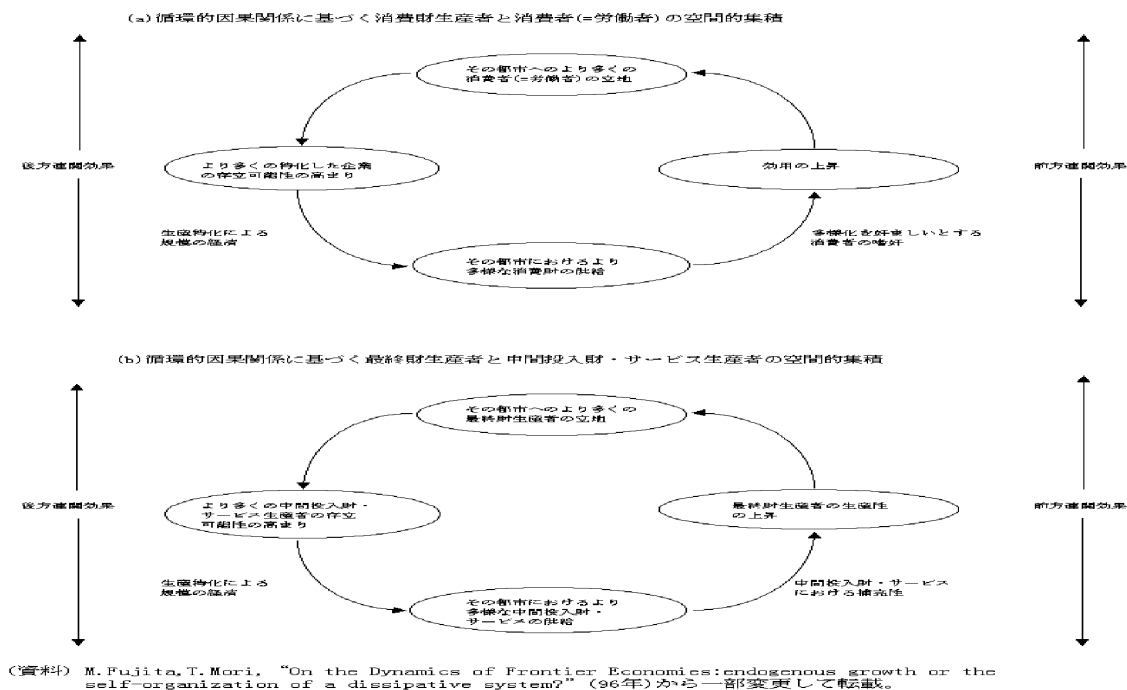 (a)循環的因果関係に基づく消費財生産者と消費者(=労働者)の空間的集積
その都市へのより多くの
消費者(=労働者)の立地
後方連関効果
より多くの特化した企業
の存立可能性の高まり
効用の上昇
前方連関効果
生産特化による
規模の経済
多様化を好ましいとする
消費者の嗜好
その都市におけるより
多様な消費財の供給
(b)循環的因果関係に基づく最終財生産者と中間投入財・サービス生産者の空間的集積
その都市へのより多くの
最終財生産者の立地
後方連関効果
より多くの中間投入財・
サービス生産者の存立
可能性の高まり
最終財生産者の生産性
の上昇
前方連関効果
生産特化による
規模の経済
中間投入財・サービス
における補完性
その都市におけるより
多様な中間投入財・
サービスの供給
(資料) M.Fujita,T.Mori, “On the Dynamics of Frontier Economies:endogenous growth or the
self-organization of a dissipative system?” (96年)から一部変更して転載。